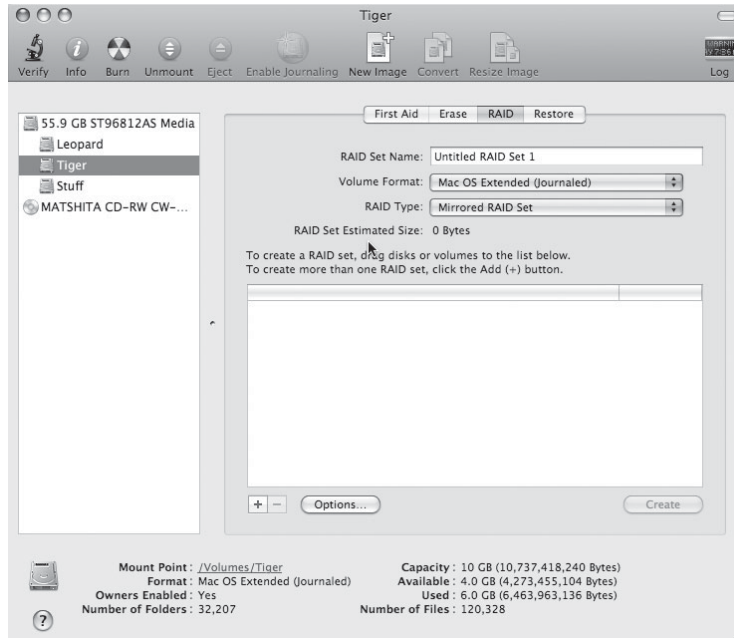 Tiger
Verify Info Burn Unmount Eject Enable Journaling New Image Convert Resize Image Log
First Aid Erase RAID Restore
55.9 GB ST96812AS Media
Leopard
Tiger
Stuff
MATSHITA CD-RW CW-...
RAID Set Name: Untitled RAID Set 1
Volume Format: Mac OS Extended (Journaled)
RAID Type: Mirrored RAID Set
RAID Set Estimated Size: 0 Bytes
To create a RAID set, drag disks or volumes to the list below.
To create more than one RAID set, click the Add (+) button.
+ − Options... Create
Mount Point : /Volumes/Tiger
Format : Mac OS Extended (Journaled)
Owners Enabled : Yes
Number of Folders : 32,207
Capacity : 10 GB (10,737,418,240 Bytes)
Available : 4.0 GB (4,273,455,104 Bytes)
Used : 6.0 GB (6,463,963,136 Bytes)
Number of Files : 120,328
?